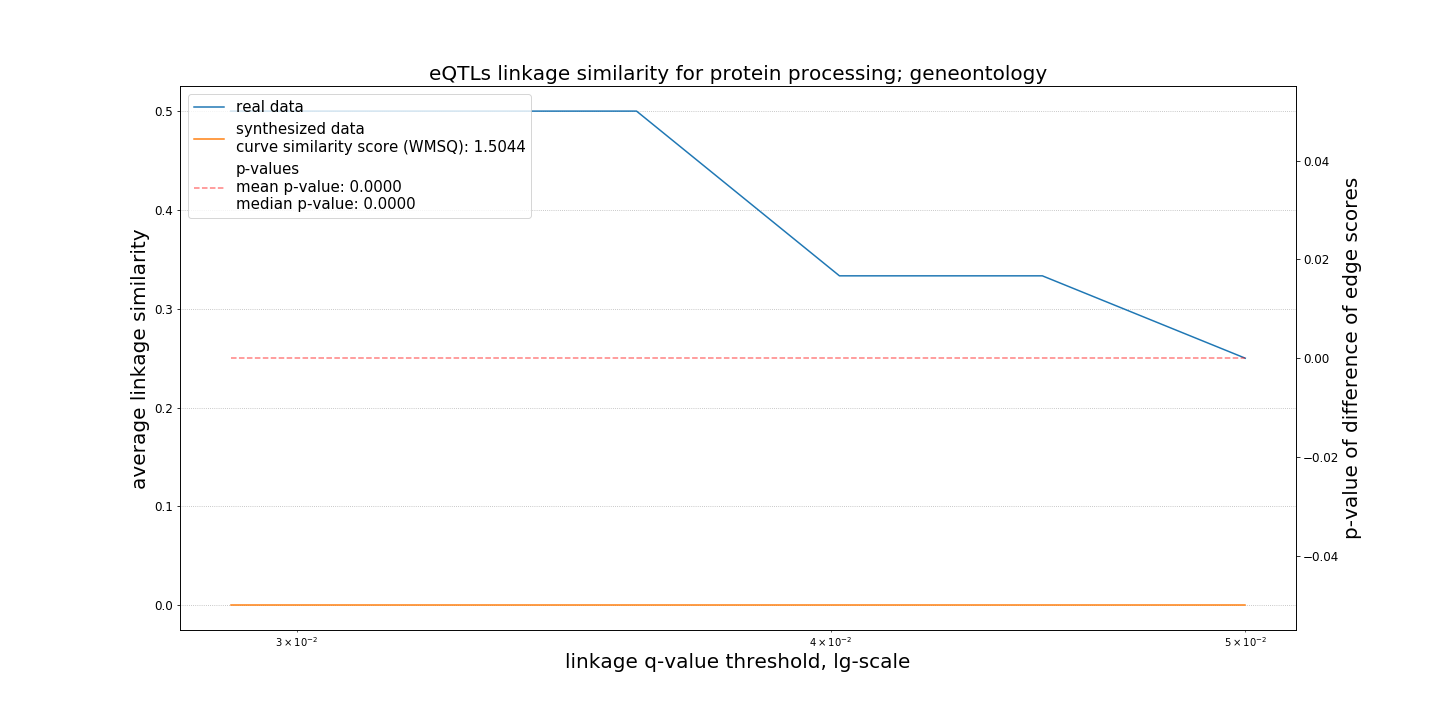 eQTLs linkage similarity for protein processing; geneontology
real data
synthesized data
curve similarity score (WMSQ): 1.5044
p-values
mean p-value: 0.0000
median p-value: 0.0000
average linkage similarity
0.5
0.4
0.3
0.2
0.1
0.0
0.04
0.02
0.00
−0.02
−0.04
p-value of difference of edge scores
3 × 10⁻²
4 × 10⁻²
5 × 10⁻²
linkage q-value threshold, lg-scale